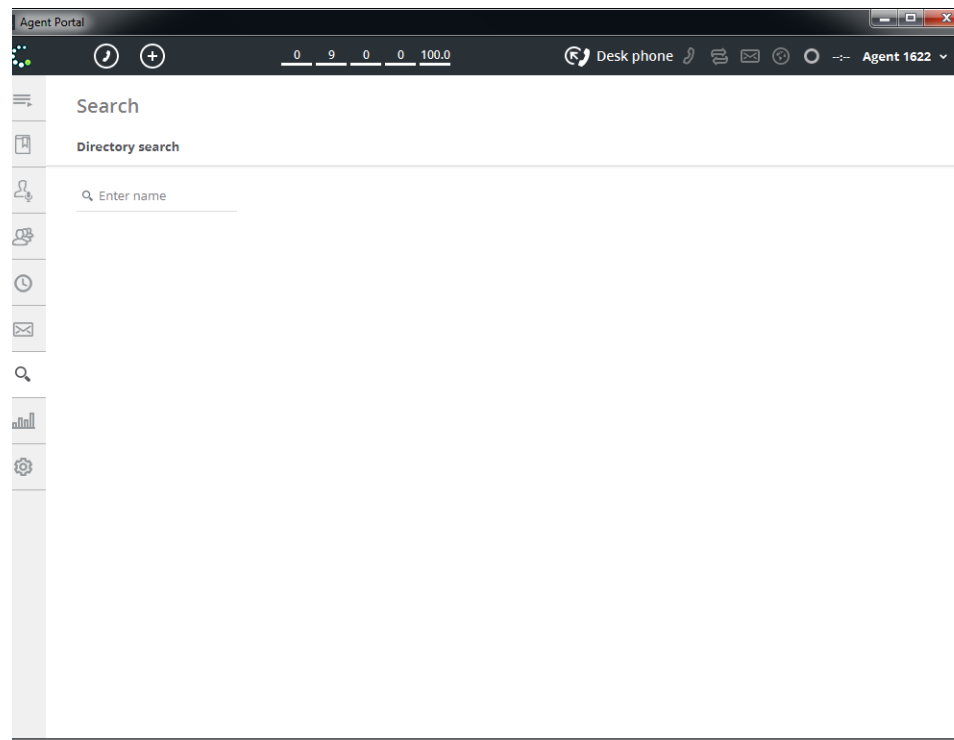 Agent Portal
0 9 0 0 100.0 Desk phone --:-- Agent 1622
Search
Directory search
Enter name